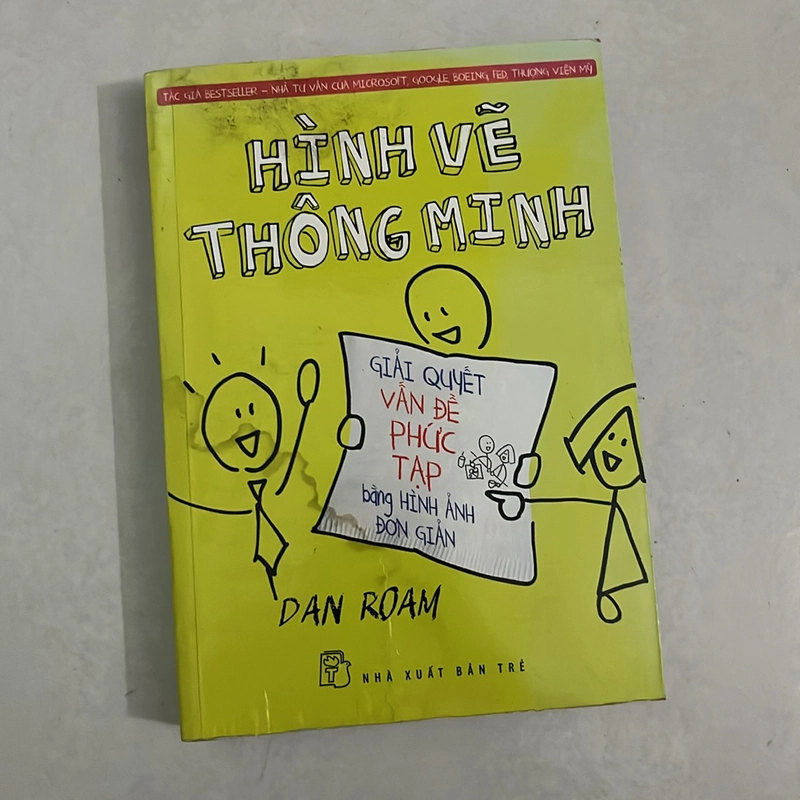 TÁC GIẢ BESTSELLER – NHÀ TƯ VẤN CỦA MICROSOFT, GOOGLE, BOEING, FED, THƯỢNG VIỆN MỸ
HÌNH VẼ
THÔNG MINH
GIẢI QUYẾT
VẤN ĐỀ
PHỨC
TẠP
bằng HÌNH ẢNH
ĐƠN GIẢN
DAN ROAM
T
NHÀ XUẤT BẢN TRẺ